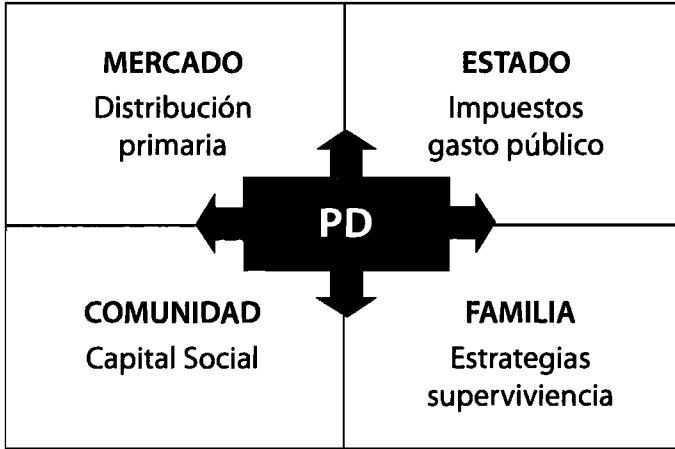 MERCADO
Distribución
primaria
ESTADO
Impuestos
gasto público
PD
COMUNIDAD
Capital Social
FAMILIA
Estrategias
superviviencia